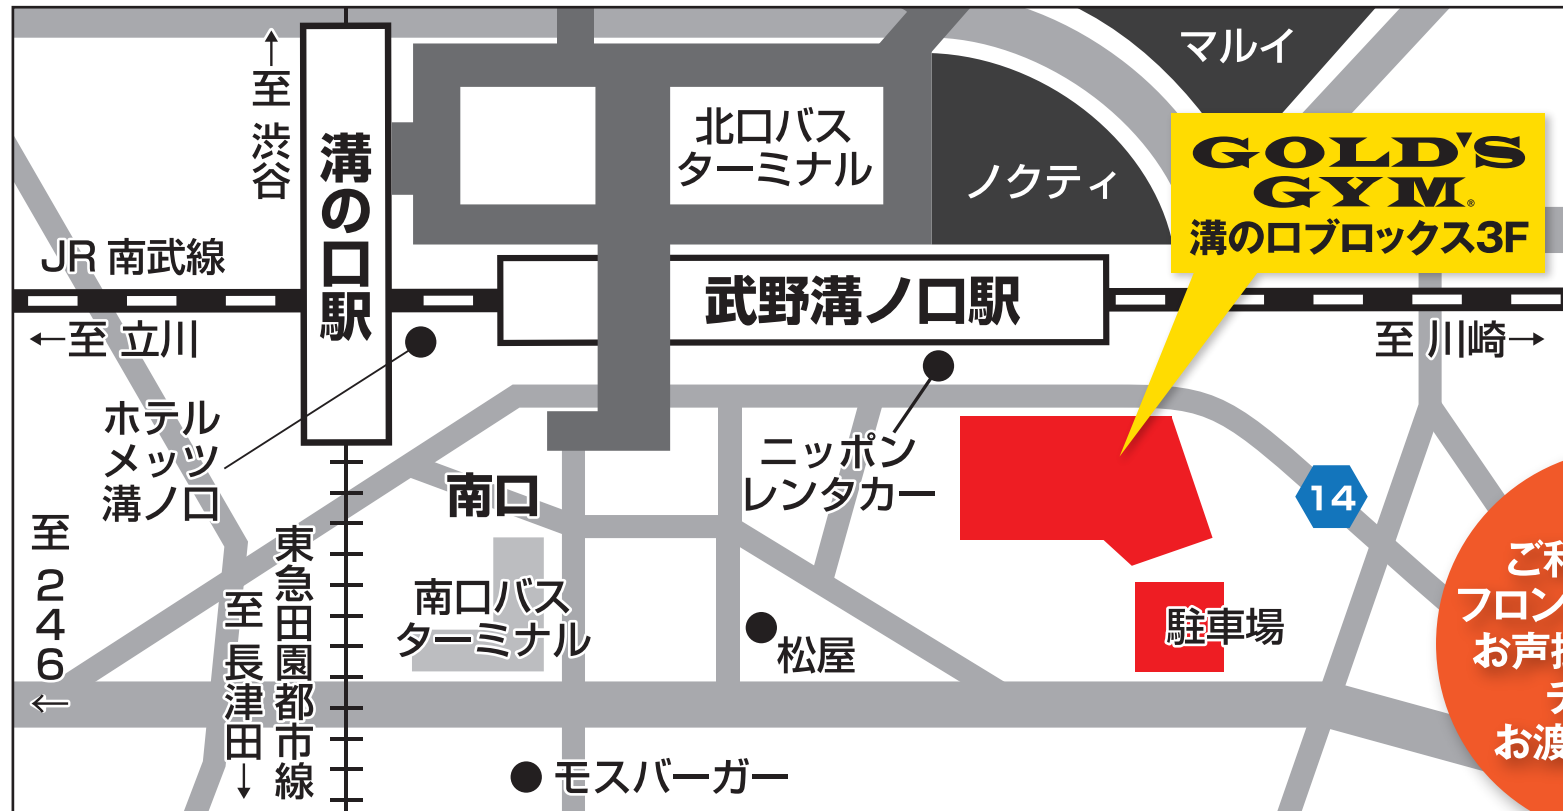 マルイ
↑至 渋谷
溝の口駅
北口バス
ターミナル
ノクティ
GOLD'S
GYM®
溝の口ブロックス3F
JR 南武線
武野溝ノ口駅
←至 立川
至 川崎→
ホテル
メッツ
溝ノ口
ニッポン
レンタカー
南口
14
至246←
東急田園都市線
至 長津田↓
南口バス
ターミナル
松屋
駐車場
ご利
フロン
お声
お渡
モスバーガー